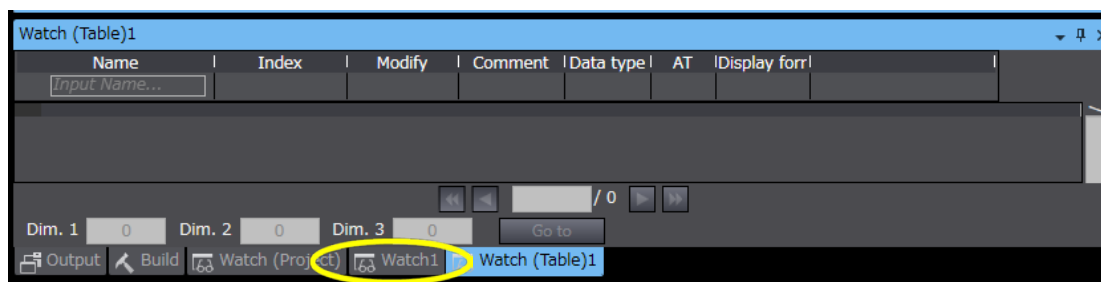 Watch (Table)1
Name Index Modify Comment Data type AT Display forr
Input Name...
/ 0
Dim. 1 0 Dim. 2 0 Dim. 3 0 Go to
Output Build Watch (Project) Watch1 Watch (Table)1